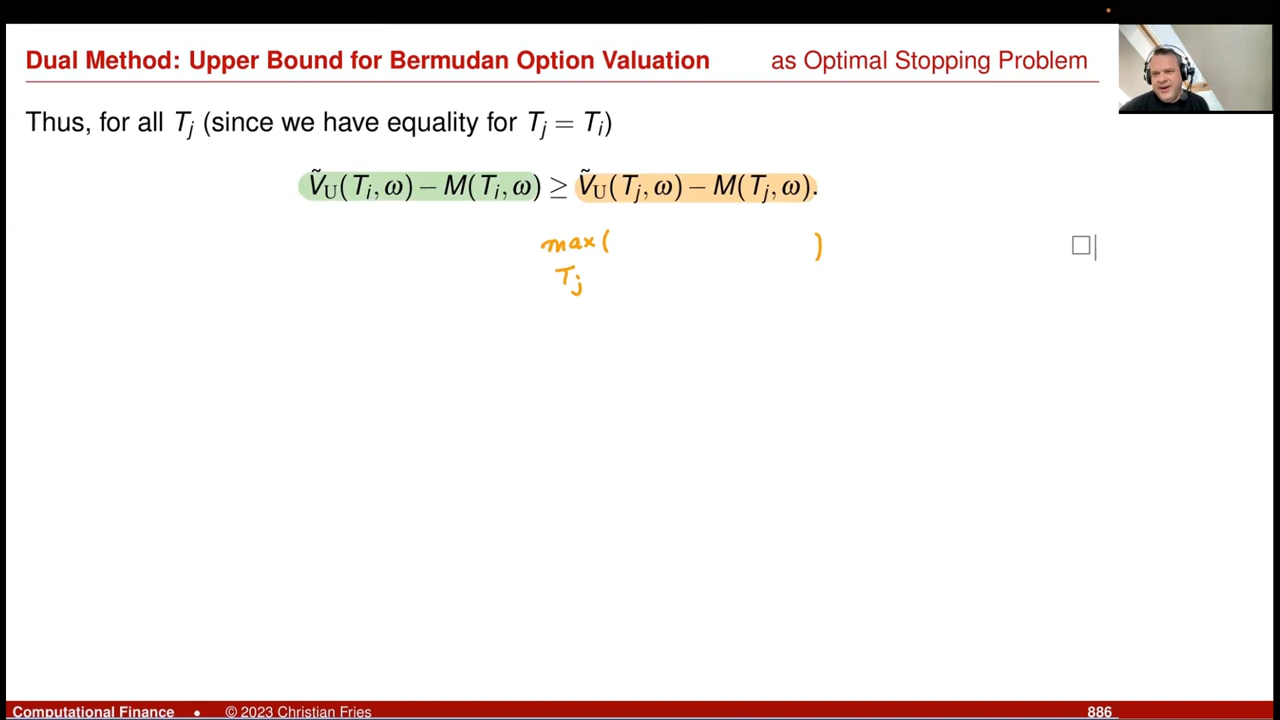 Dual Method: Upper Bound for Bermudan Option Valuation as Optimal Stopping Problem
Thus, for all T_j (since we have equality for T_j = T_i)
Ṽ_U(T_i, ω) − M(T_i, ω) ≥ Ṽ_U(T_j, ω) − M(T_j, ω).
max( )
T_j
Computational Finance • © 2023 Christian Fries 886